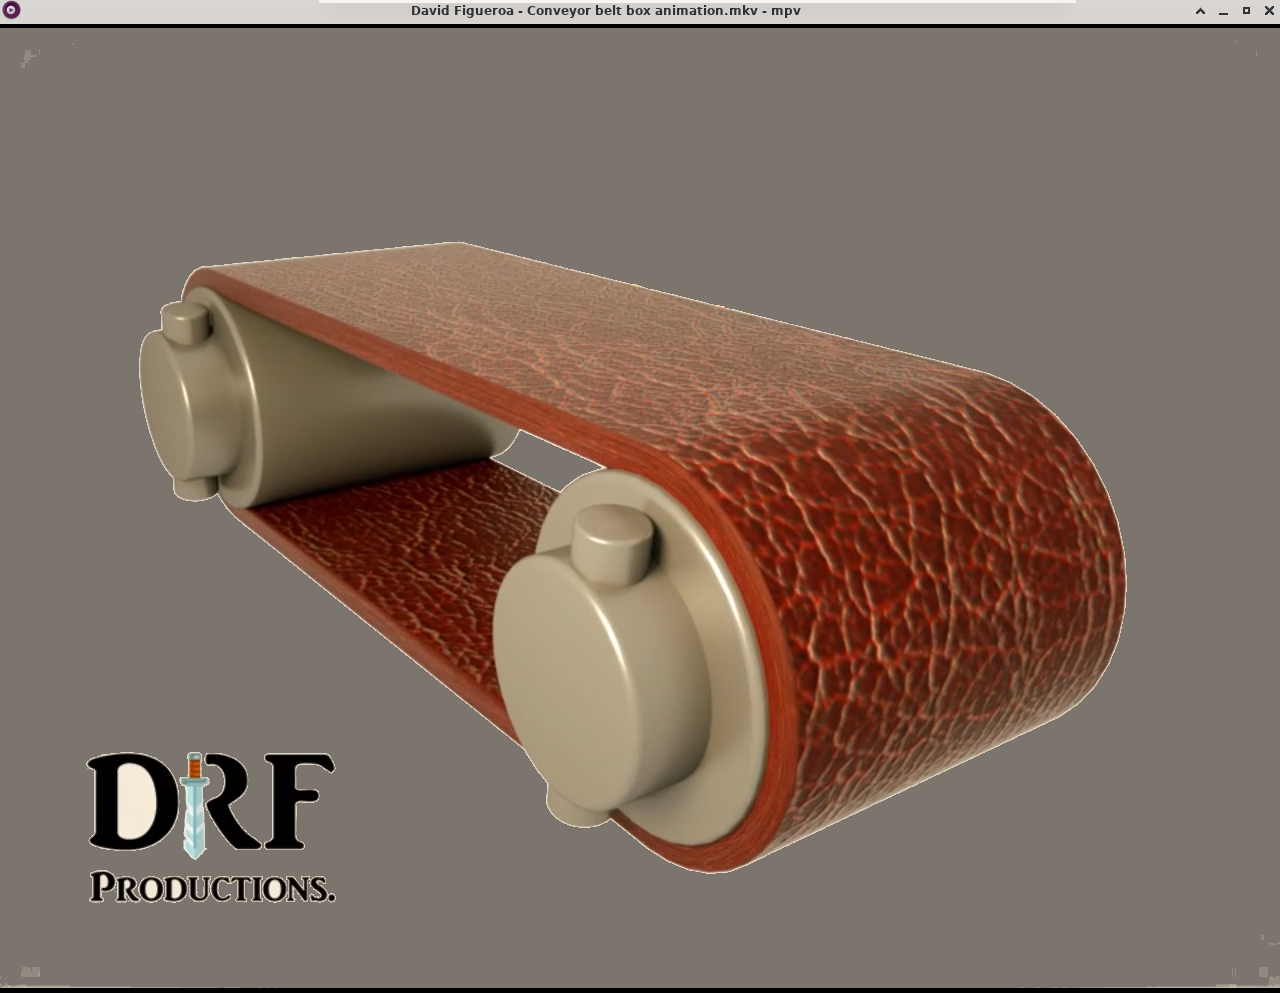 David Figueroa - Conveyor belt box animation.mkv - mpv
DRF
PRODUCTIONS.